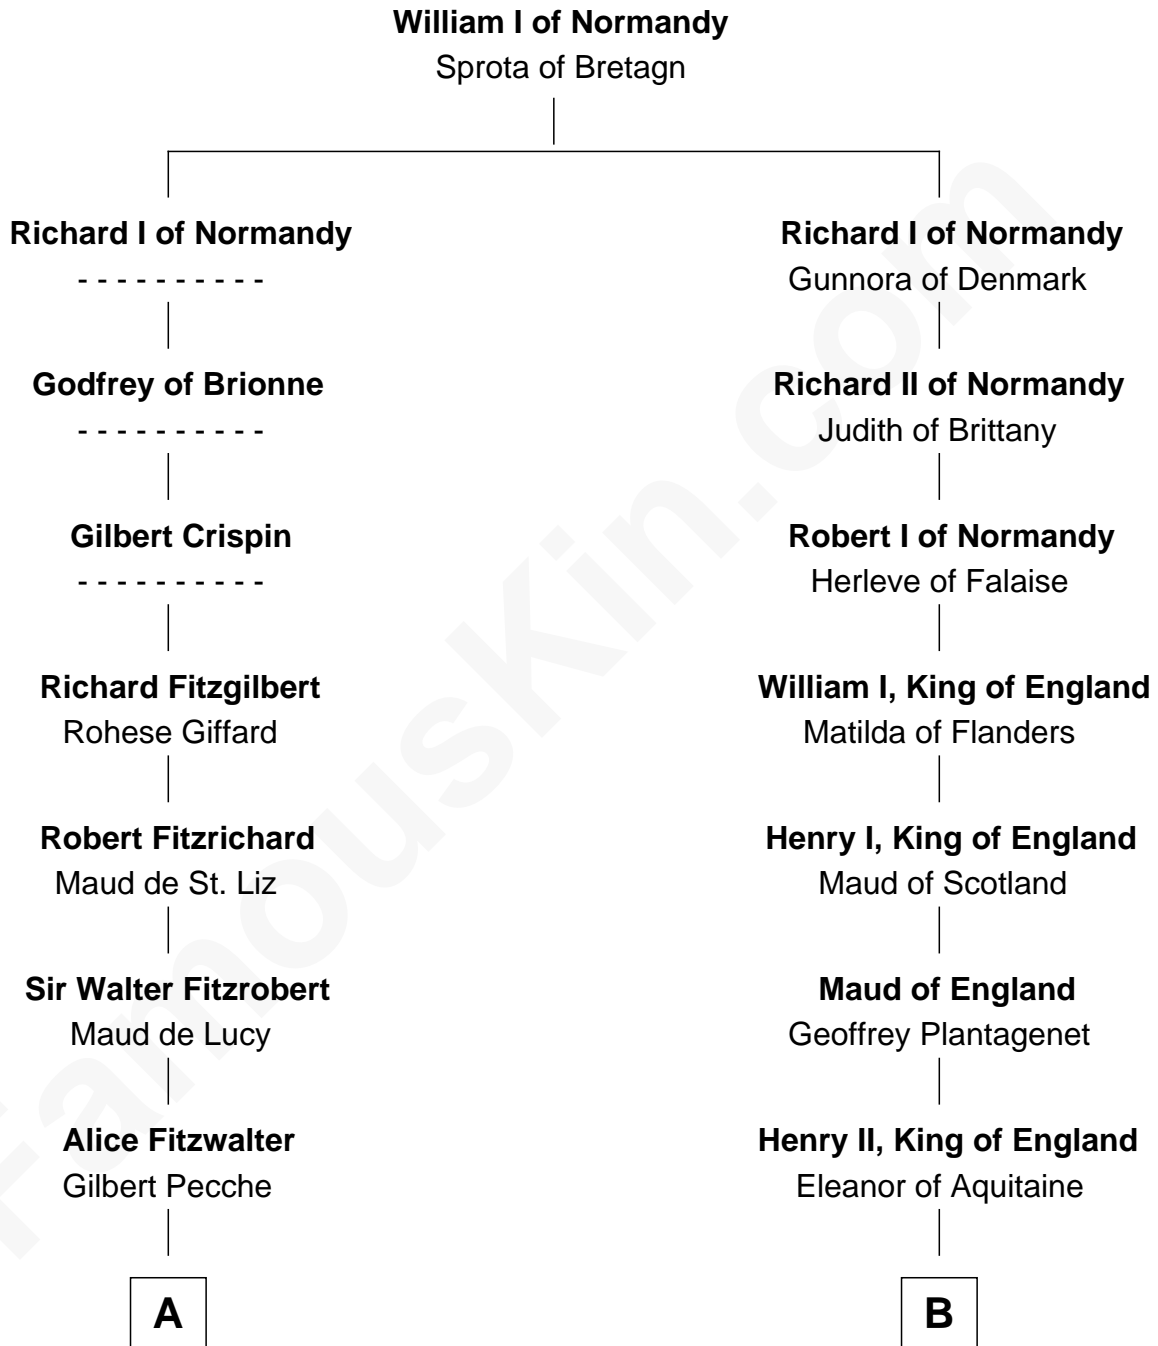 William I of Normandy
Sprota of Bretagn
Richard I of Normandy
- - - - - - - - - -
Godfrey of Brionne
- - - - - - - - - -
Gilbert Crispin
- - - - - - - - - -
Richard Fitzgilbert
Rohese Giffard
Robert Fitzrichard
Maud de St. Liz
Sir Walter Fitzrobert
Maud de Lucy
Alice Fitzwalter
Gilbert Pecche
A
Richard I of Normandy
Gunnora of Denmark
Richard II of Normandy
Judith of Brittany
Robert I of Normandy
Herleve of Falaise
William I, King of England
Matilda of Flanders
Henry I, King of England
Maud of Scotland
Maud of England
Geoffrey Plantagenet
Henry II, King of England
Eleanor of Aquitaine
B
FamousKin.com